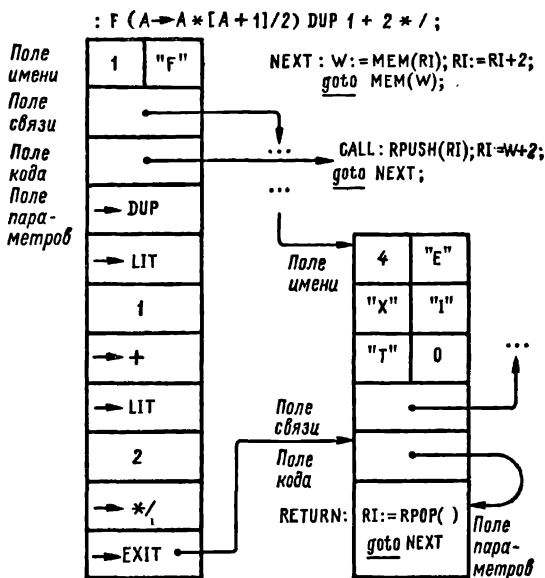 : F (A→A*[A+1]/2) DUP 1 + 2 */ ;
Поле имени
1 "F"
NEXT : W:=MEM(RI); RI:=RI+2;
goto MEM(W);
Поле связи
...
Поле кода
CALL: RPUSH(RI); RI:=W+2;
goto NEXT;
...
Поле пара-
метров
→ DUP
→ LIT
1
→ +
→ LIT
2
→ */
→ EXIT
Поле имени
4 "E"
"X" "I"
"T" 0
...
Поле связи
Поле кода
RETURN: RI:=RPOP( )
goto NEXT
Поле пара-
метров